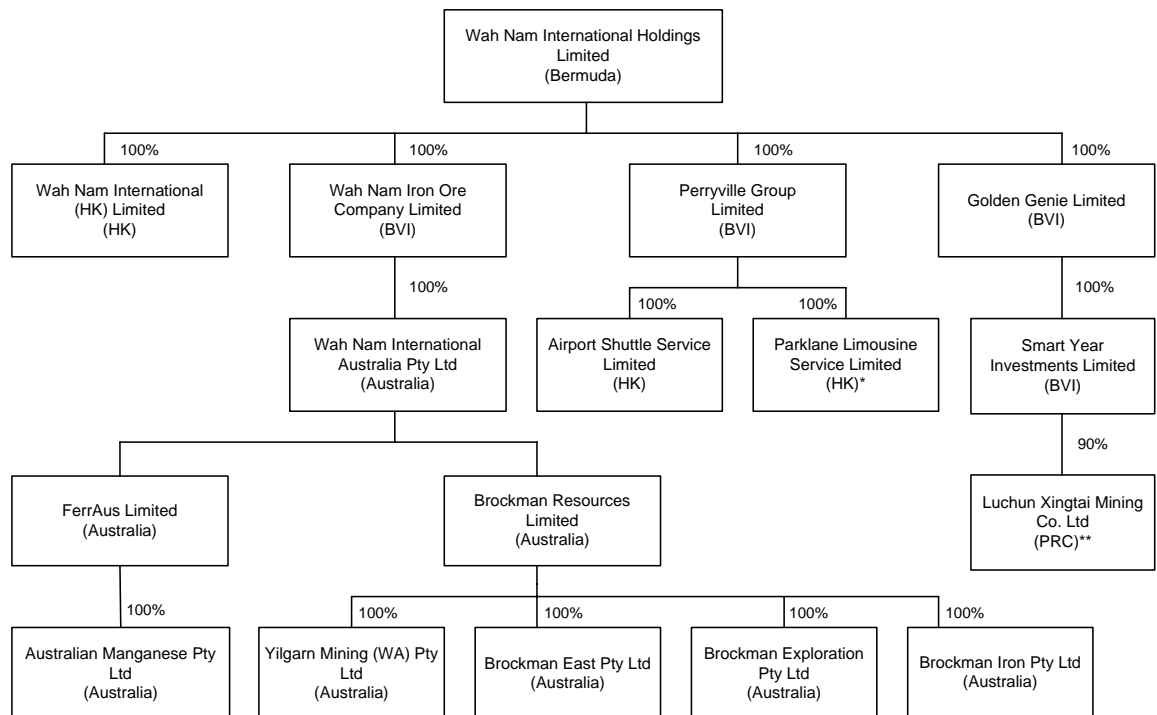 Wah Nam International Holdings
Limited
(Bermuda)
100%
100%
100%
100%
Wah Nam International
(HK) Limited
(HK)
Wah Nam Iron Ore
Company Limited
(BVI)
Perryville Group
Limited
(BVI)
Golden Genie Limited
(BVI)
100%
100%
100%
100%
Wah Nam International
Australia Pty Ltd
(Australia)
Airport Shuttle Service
Limited
(HK)
Parklane Limousine
Service Limited
(HK)*
Smart Year
Investments Limited
(BVI)
90%
FerrAus Limited
(Australia)
Brockman Resources
Limited
(Australia)
Luchun Xingtai Mining
Co. Ltd
(PRC)**
100%
100%
100%
100%
100%
Australian Manganese Pty
Ltd
(Australia)
Yilgarn Mining (WA) Pty
Ltd
(Australia)
Brockman East Pty Ltd
(Australia)
Brockman Exploration
Pty Ltd
(Australia)
Brockman Iron Pty Ltd
(Australia)